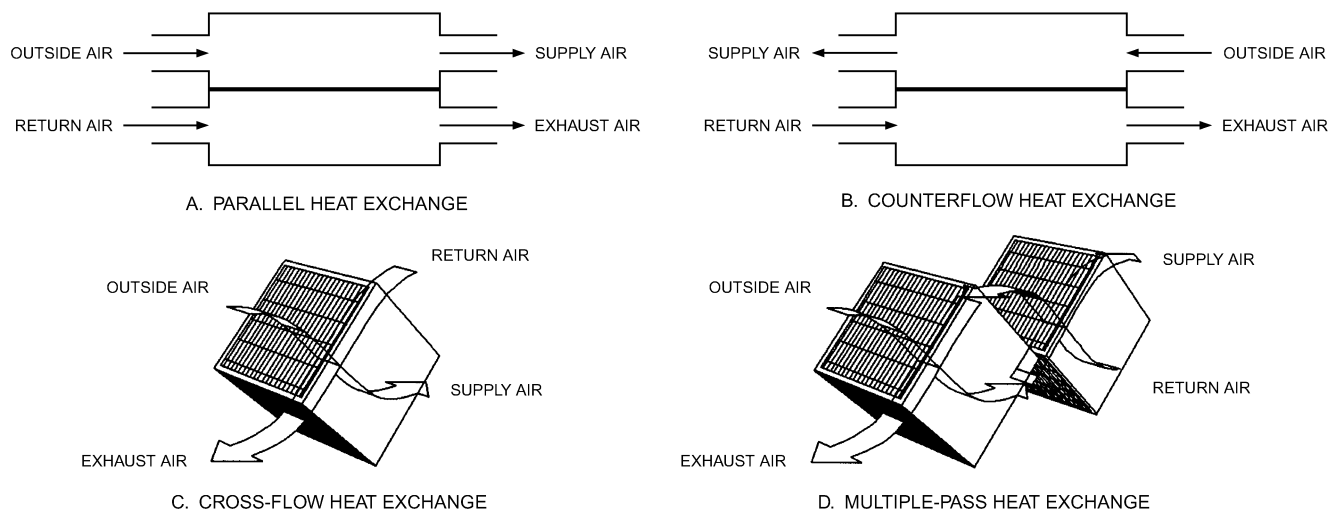 OUTSIDE AIR
SUPPLY AIR
RETURN AIR
EXHAUST AIR
A. PARALLEL HEAT EXCHANGE
SUPPLY AIR
OUTSIDE AIR
RETURN AIR
EXHAUST AIR
B. COUNTERFLOW HEAT EXCHANGE
RETURN AIR
OUTSIDE AIR
SUPPLY AIR
EXHAUST AIR
C. CROSS-FLOW HEAT EXCHANGE
SUPPLY AIR
OUTSIDE AIR
RETURN AIR
EXHAUST AIR
D. MULTIPLE-PASS HEAT EXCHANGE